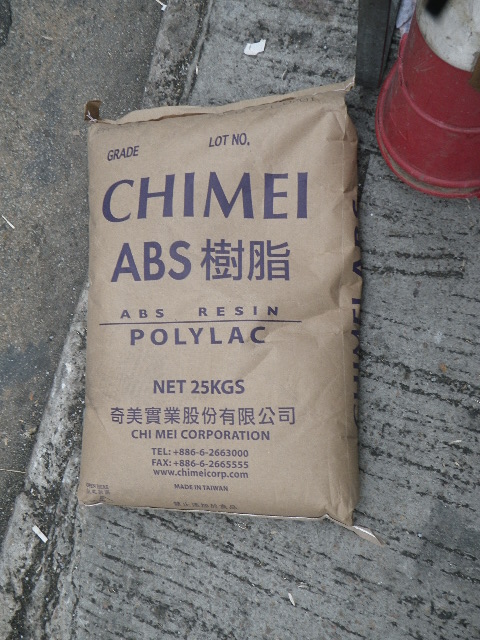 GRADE LOT NO.
CHIMEI
ABS 樹脂
ABS RESIN
POLYLAC
NET 25KGS
奇美實業股份有限公司
CHI MEI CORPORATION
TEL: +886-6-2663000
FAX: +886-6-2665555
www.chimeicorp.com
MADE IN TAIWAN
CHIMEI ABS